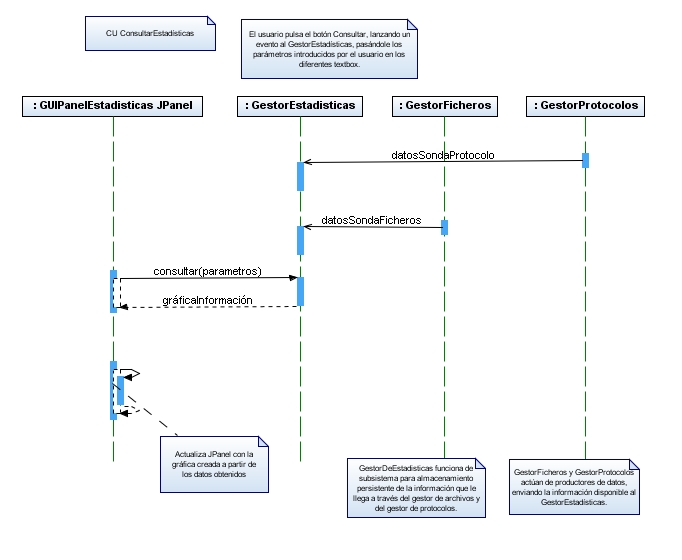 CU ConsultarEstadísticas
El usuario pulsa el botón Consultar, lanzando un
evento al GestorEstadísticas, pasándole los
parámetros introducidos por el usuario en los
diferentes textbox.
: GUIPanelEstadisticas JPanel
: GestorEstadisticas
: GestorFicheros
: GestorProtocolos
datosSondaProtocolo
datosSondaFicheros
consultar(parametros)
gráficaInformación
Actualiza JPanel con la
gráfica creada a partir de
los datos obtenidos
GestorDeEstadisticas funciona de
subsistema para almacenamiento
persistente de la información que le
llega a través del gestor de archivos y
del gestor de protocolos.
GestorFicheros y GestorProtocolos
actúan de productores de datos,
enviando la información disponible al
GestorEstadísticas.